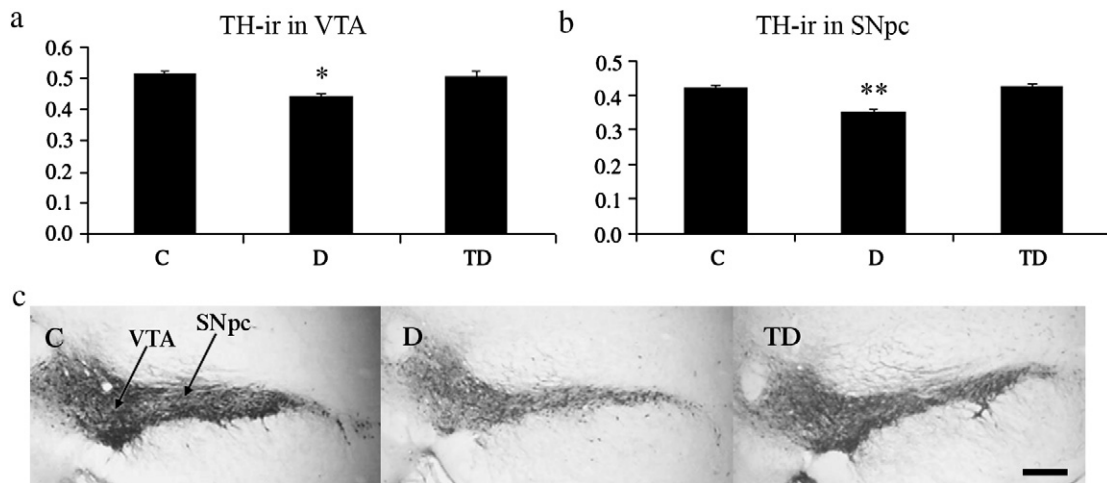 a
TH-ir in VTA
0.6
0.5
0.4
0.3
0.2
0.1
0.0
*
C D TD
b
TH-ir in SNpc
0.5
0.4
0.3
0.2
0.1
0.0
**
C D TD
c
C
VTA
SNpc
D
TD